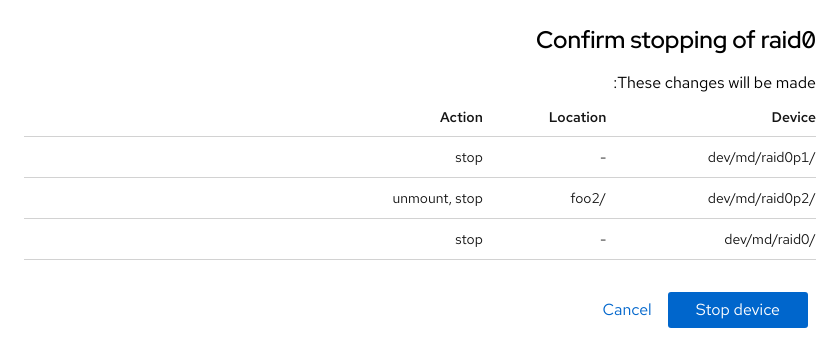 Confirm stopping of raid0
:These changes will be made
Action Location Device
stop - dev/md/raid0p1/
unmount, stop foo2/ dev/md/raid0p2/
stop - dev/md/raid0/
Cancel Stop device